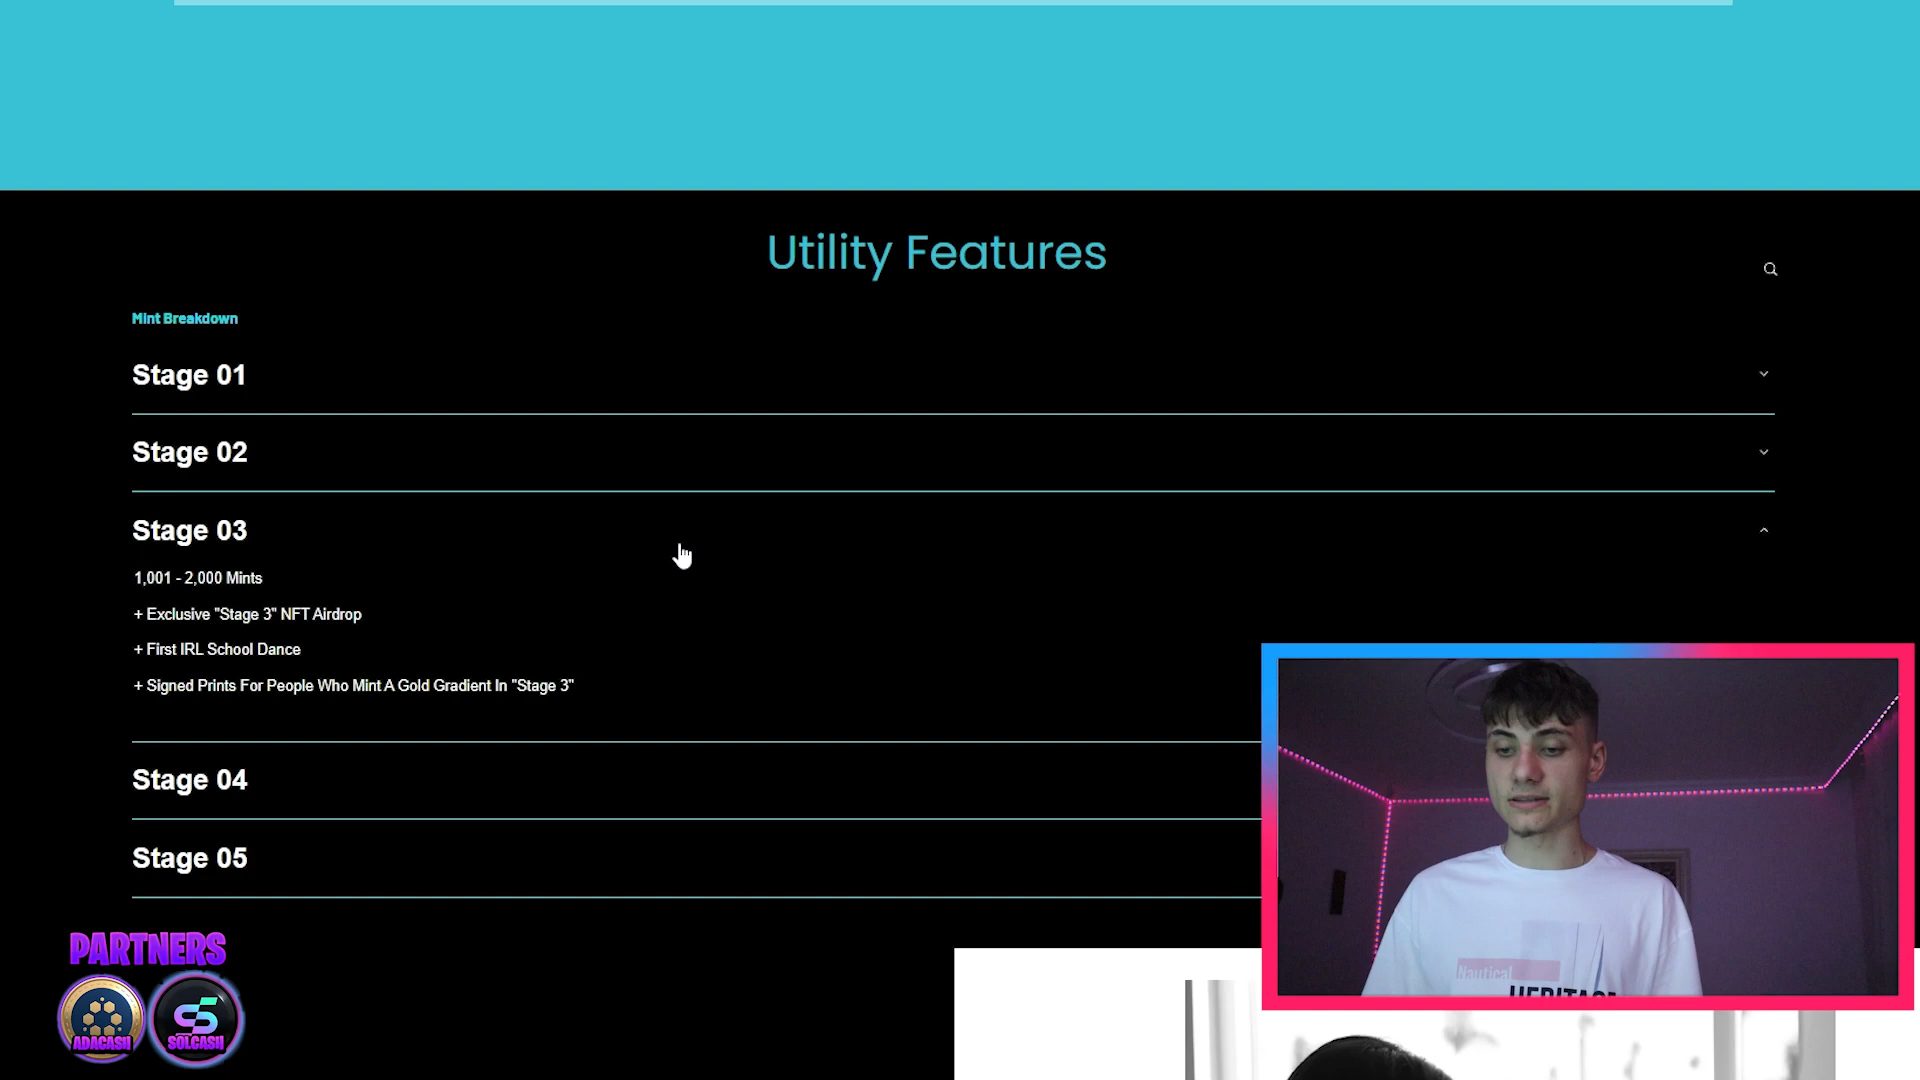 Utility Features
Mint Breakdown
Stage 01
Stage 02
Stage 03
1,001 - 2,000 Mints
+ Exclusive "Stage 3" NFT Airdrop
+ First IRL School Dance
+ Signed Prints For People Who Mint A Gold Gradient In "Stage 3"
Stage 04
Stage 05
PARTNERS
ADACASH
SOLCASH
Nautical
HERITAGE